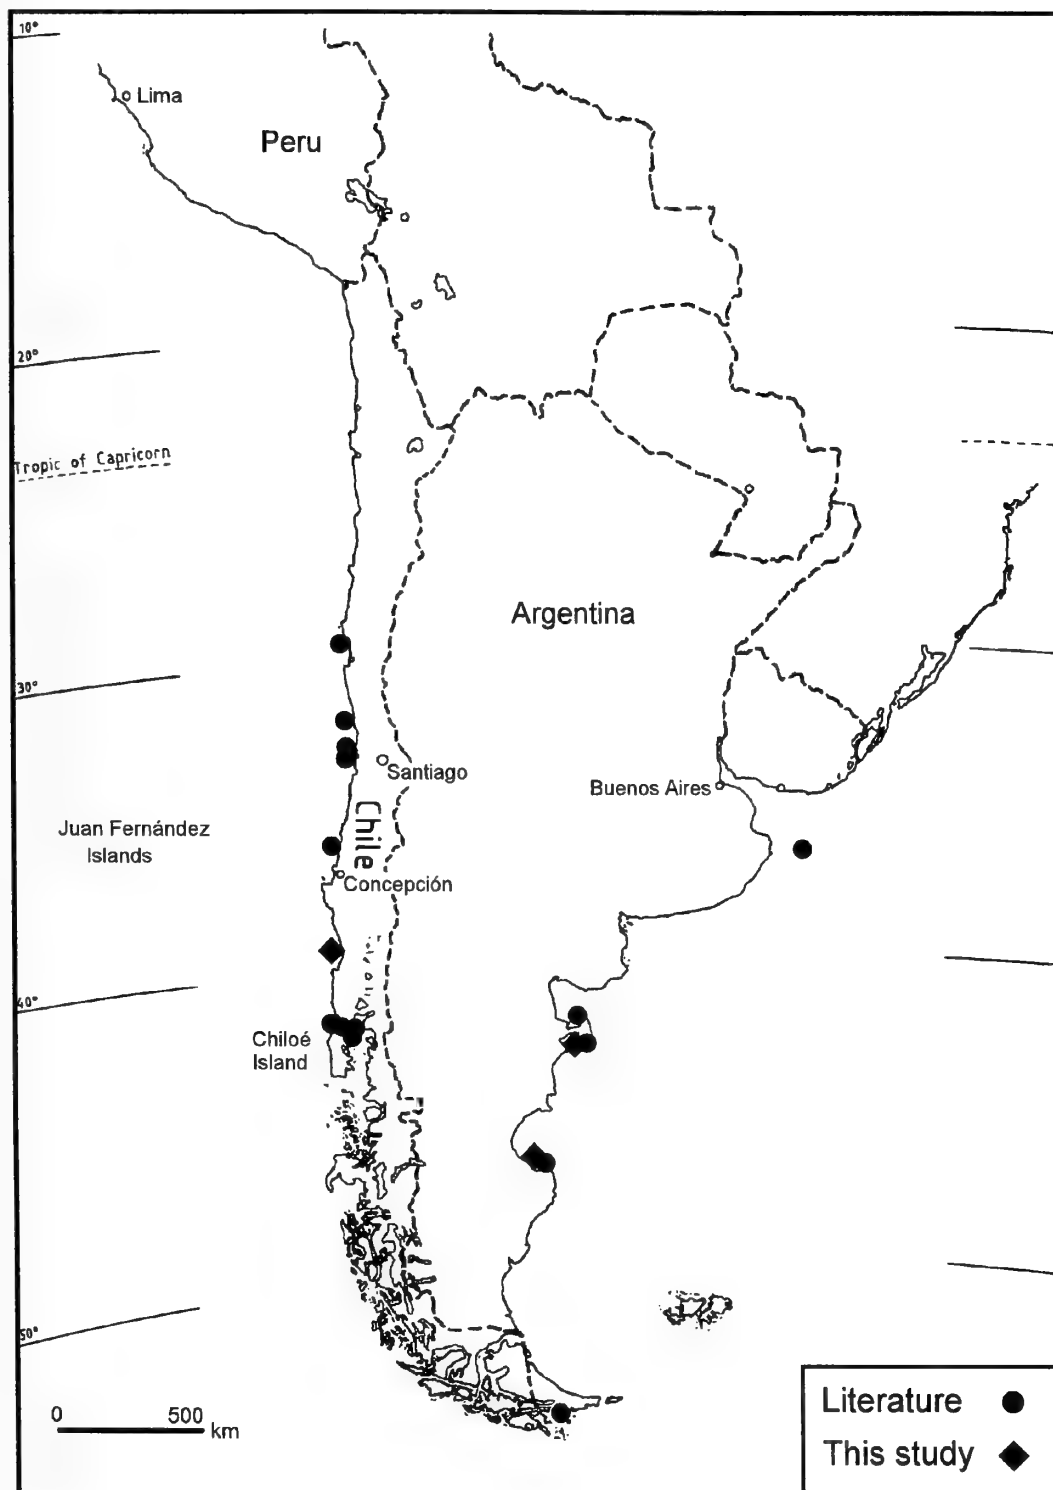 10°
Lima
Peru
20°
Tropic of Capricorn
Argentina
30°
Santiago
Buenos Aires
Juan Fernández
Islands
Chile
Concepción
40°
Chiloé
Island
50°
0 500 km
Literature
This study